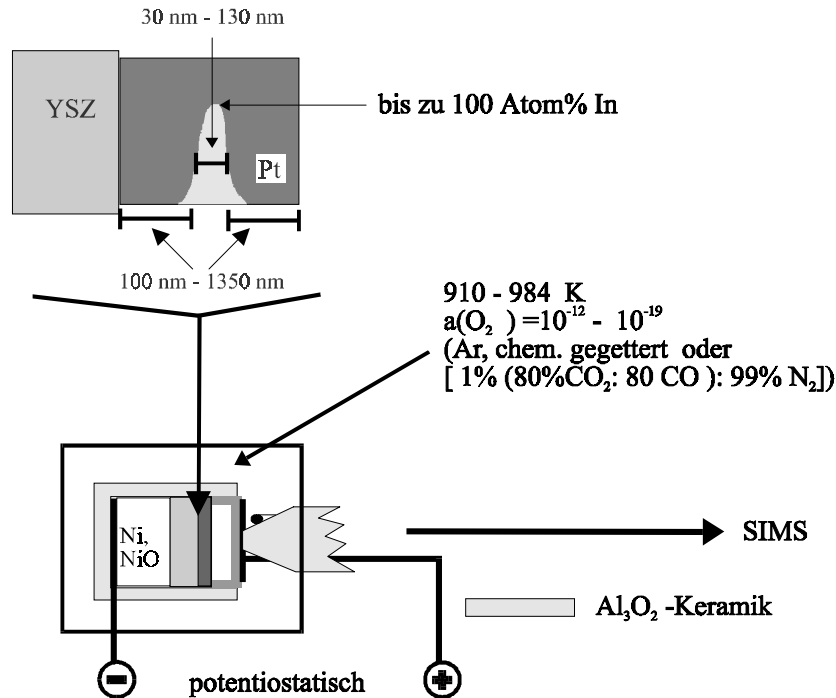 30 nm - 130 nm
YSZ
bis zu 100 Atom% In
Pt
100 nm - 1350 nm
910 - 984 K
a(O₂ ) =10⁻¹² - 10⁻¹⁹
(Ar, chem. gegettert oder
[ 1% (80%CO₂: 80 CO ): 99% N₂])
Ni,
NiO
SIMS
Al₃O₂ -Keramik
potentiostatisch